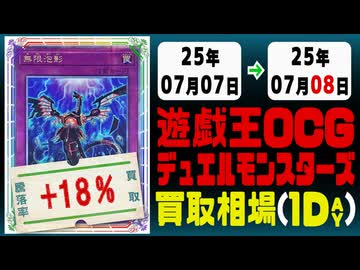 無限泡影
罠
騰落率
+18%
買取
25年
07月07日
25年
07月08日
遊戯王OCG
デュエルモンスターズ
買取相場(1D)